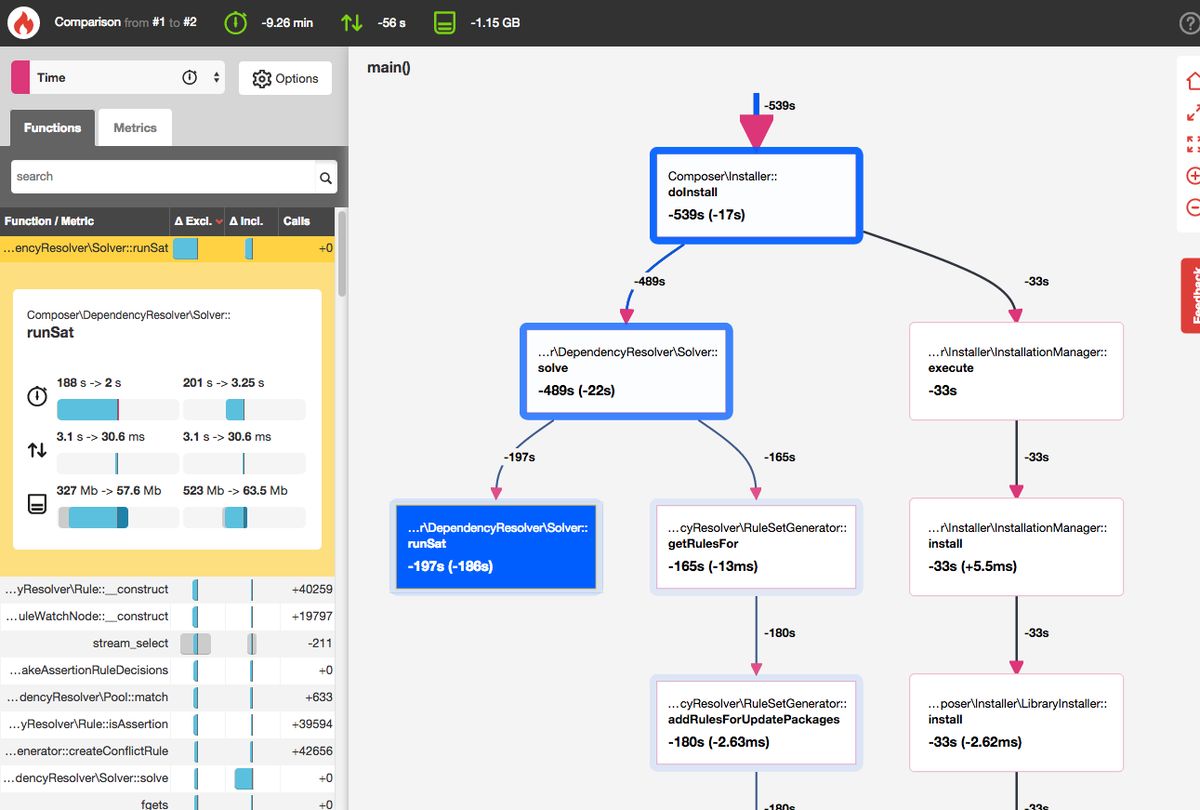 Comparison from #1 to #2
-9.26 min
-56 s
-1.15 GB
?
Time
Options
Functions
Metrics
search
Function / Metric
Δ Excl.
Δ Incl.
Calls
...encyResolver\Solver::runSat
+0
Composer\DependencyResolver\Solver::
runSat
188 s -> 2 s
201 s -> 3.25 s
3.1 s -> 30.6 ms
3.1 s -> 30.6 ms
327 Mb -> 57.6 Mb
523 Mb -> 63.5 Mb
...yResolver\Rule::__construct
+40259
...uleWatchNode::__construct
+19797
stream_select
-211
...akeAssertionRuleDecisions
+0
...dencyResolver\Pool::match
+633
...yResolver\Rule::isAssertion
+39594
...enerator::createConflictRule
+42656
...dencyResolver\Solver::solve
+0
fgets
+0
main()
-539s
Composer\Installer::
doInstall
-539s (-17s)
-489s
-33s
...r\DependencyResolver\Solver::
solve
-489s (-22s)
...r\Installer\InstallationManager::
execute
-33s
-197s
-165s
-33s
...r\DependencyResolver\Solver::
runSat
-197s (-186s)
...cyResolver\RuleSetGenerator::
getRulesFor
-165s (-13ms)
...r\Installer\InstallationManager::
install
-33s (+5.5ms)
-180s
-33s
...cyResolver\RuleSetGenerator::
addRulesForUpdatePackages
-180s (-2.63ms)
...poser\Installer\LibraryInstaller::
install
-33s (-2.62ms)
-180s
-33s
Feedback